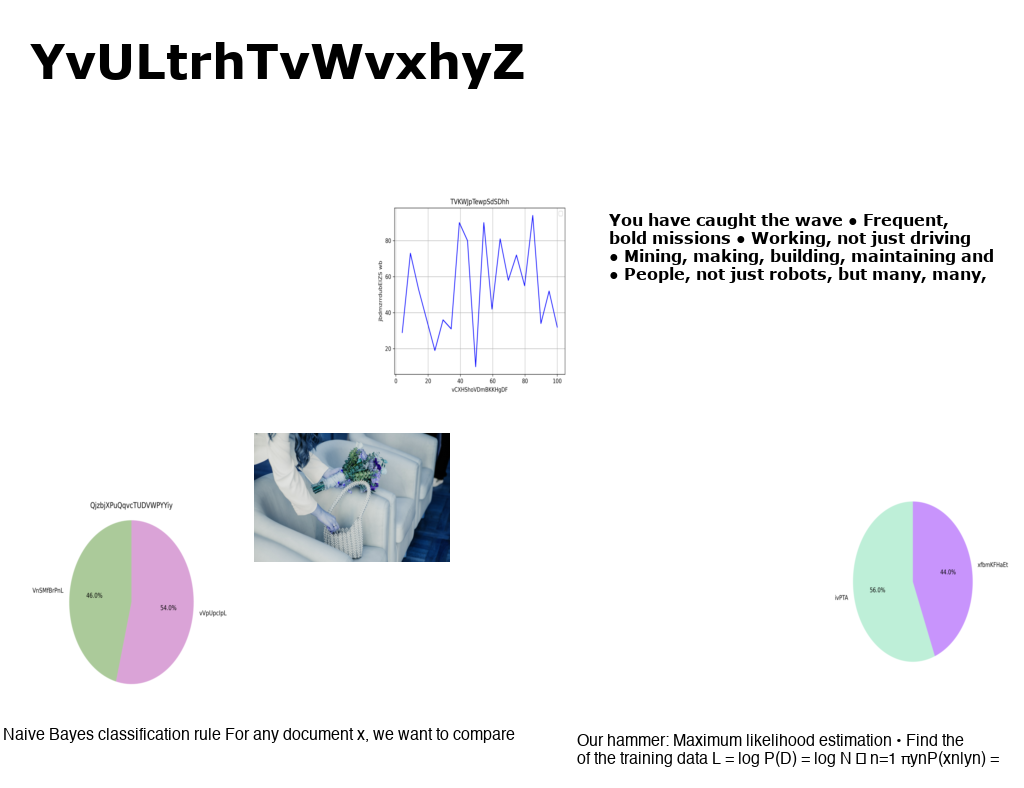 YvULtrhTvWvxhyZ
TVKWJpTewpSdSDhh
80
60
40
20
0 20 40 60 80 100
vCXHShoVDmBKKHgDF
You have caught the wave ● Frequent,
bold missions ● Working, not just driving
● Mining, making, building, maintaining and
● People, not just robots, but many, many,
QjzbjXPuQqvcTUDVWPYYiy
VnSMfBrPnL
46.0%
54.0%
vVpUpcIpL
44.0%
xfbmKFHaEt
56.0%
ivPTA
Naive Bayes classification rule For any document x, we want to compare
Our hammer: Maximum likelihood estimation • Find the
of the training data L = log P(D) = log N □ n=1 πynP(xnlyn) =